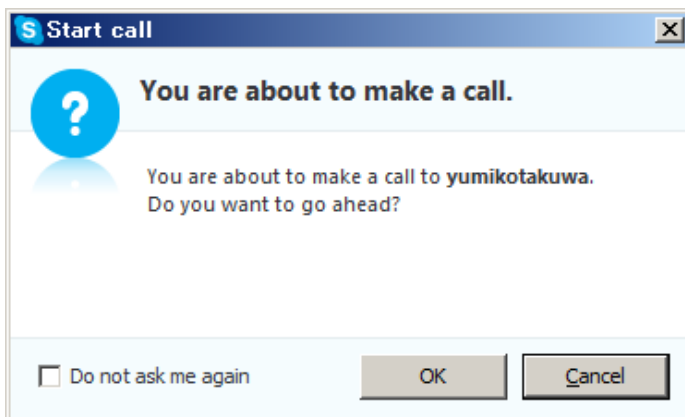 Start call
You are about to make a call.
You are about to make a call to yumikotakuwa.
Do you want to go ahead?
Do not ask me again
OK
Cancel